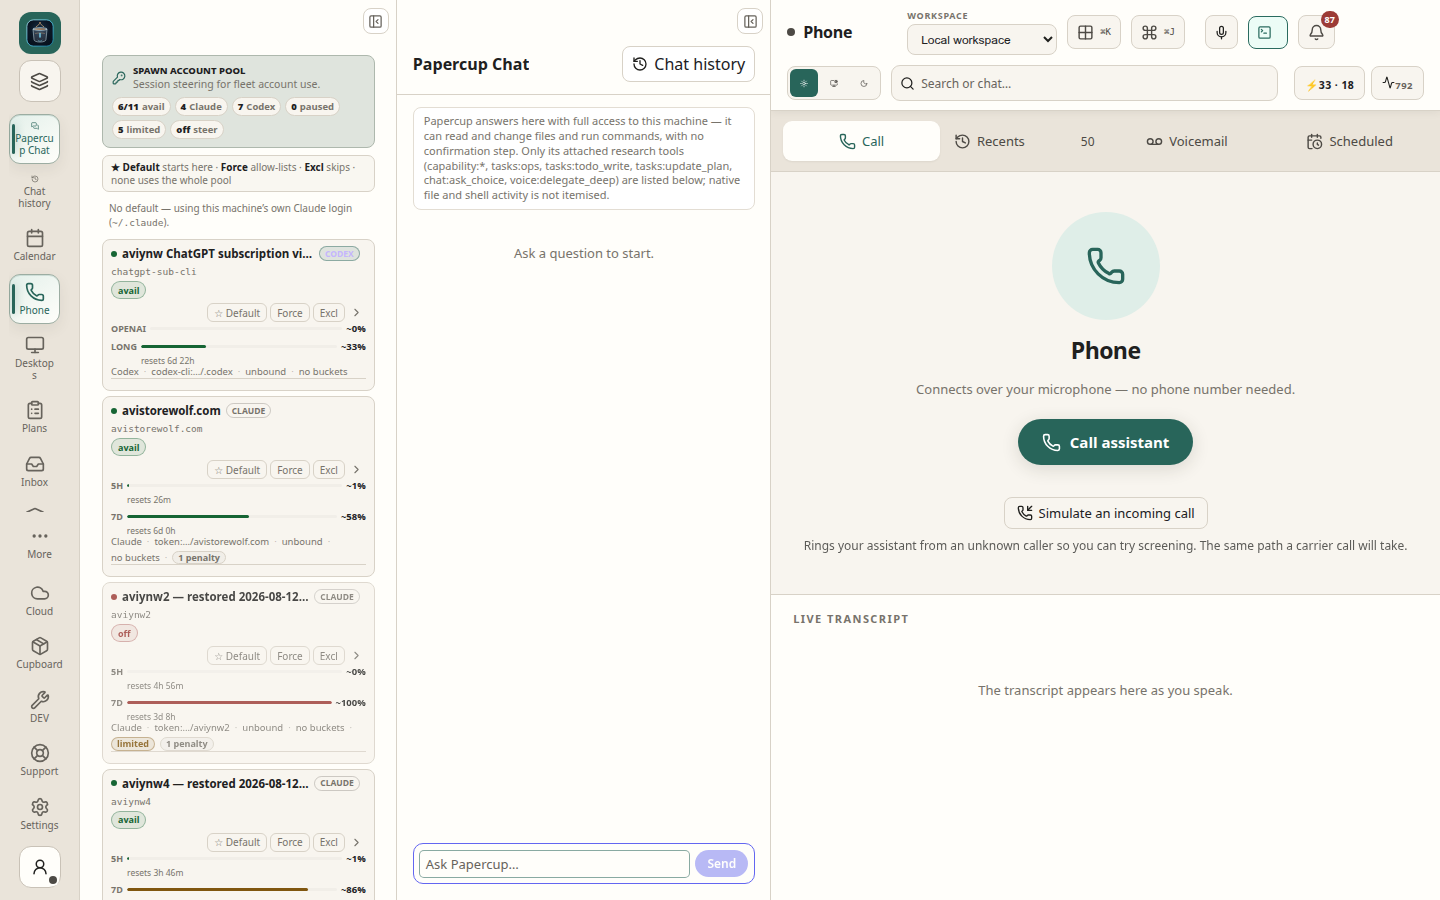 Papercu
p Chat
Chat
history
Calendar
Phone
Desktop
s
Plans
Inbox
More
Cloud
Cupboard
DEV
Support
Settings
SPAWN ACCOUNT POOL
Session steering for fleet account use.
6/11 avail
4 Claude
7 Codex
0 paused
5 limited
off steer
★ Default starts here · Force allow-lists · Excl skips ·
none uses the whole pool
No default — using this machine's own Claude login
(~/.claude).
aviynw ChatGPT subscription vi... CODEX
chatgpt-sub-cli
avail
☆ Default Force Excl
OPENAI ~0%
LONG ~33%
resets 6d 22h
Codex · codex-cli:.../.codex · unbound · no buckets
avistorewolf.com CLAUDE
avistorewolf.com
avail
☆ Default Force Excl
5H ~1%
resets 26m
7D ~58%
resets 6d 0h
Claude · token:.../avistorewolf.com · unbound ·
no buckets · 1 penalty
aviynw2 — restored 2026-08-12... CLAUDE
aviynw2
off
☆ Default Force Excl
5H ~0%
resets 4h 56m
7D ~100%
resets 3d 8h
Claude · token:.../aviynw2 · unbound · no buckets ·
limited 1 penalty
aviynw4 — restored 2026-08-12... CLAUDE
aviynw4
avail
☆ Default Force Excl
5H ~1%
resets 3h 46m
7D ~86%
Papercup Chat
Chat history
Papercup answers here with full access to this machine — it
can read and change files and run commands, with no
confirmation step. Only its attached research tools
(capability:*, tasks:ops, tasks:todo_write, tasks:update_plan,
chat:ask_choice, voice:delegate_deep) are listed below; native
file and shell activity is not itemised.
Ask a question to start.
Ask Papercup...
Send
Phone
WORKSPACE
Local workspace
⌘K
⌘J
87
Search or chat...
⚡33 · 18
792
Call
Recents 50
Voicemail
Scheduled
Phone
Connects over your microphone — no phone number needed.
Call assistant
Simulate an incoming call
Rings your assistant from an unknown caller so you can try screening. The same path a carrier call will take.
LIVE TRANSCRIPT
The transcript appears here as you speak.